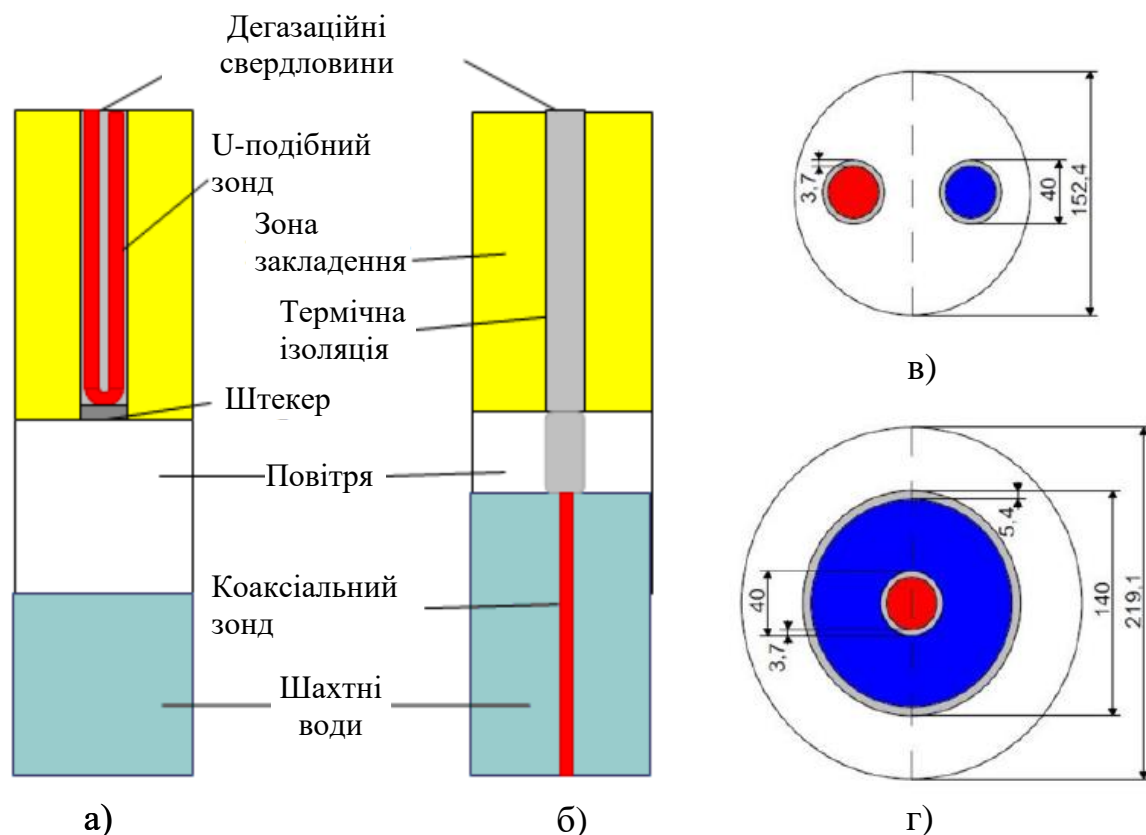 Дегазаційні
свердловини
U-подібний
зонд
Зона
закладення
Термічна
ізоляція
Штекер
Повітря
Коаксіальний
зонд
Шахтні
води
а)
б)
3,7
40
152,4
в)
40
3,7
5,4
140
219,1
г)